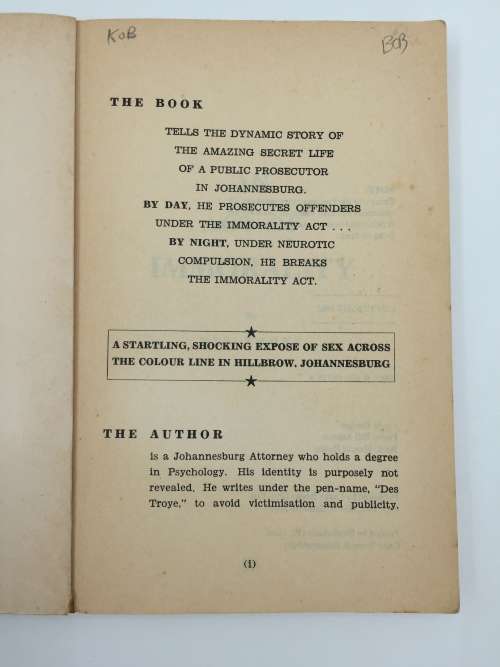 KOB
BOB
THE BOOK
TELLS THE DYNAMIC STORY OF
THE AMAZING SECRET LIFE
OF A PUBLIC PROSECUTOR
IN JOHANNESBURG.
BY DAY, HE PROSECUTES OFFENDERS
UNDER THE IMMORALITY ACT . . .
BY NIGHT, UNDER NEUROTIC
COMPULSION, HE BREAKS
THE IMMORALITY ACT.
A STARTLING, SHOCKING EXPOSE OF SEX ACROSS
THE COLOUR LINE IN HILLBROW, JOHANNESBURG
THE AUTHOR
is a Johannesburg Attorney who holds a degree
in Psychology. His identity is purposely not
revealed. He writes under the pen-name, "Des
Troye," to avoid victimisation and publicity.
(i)